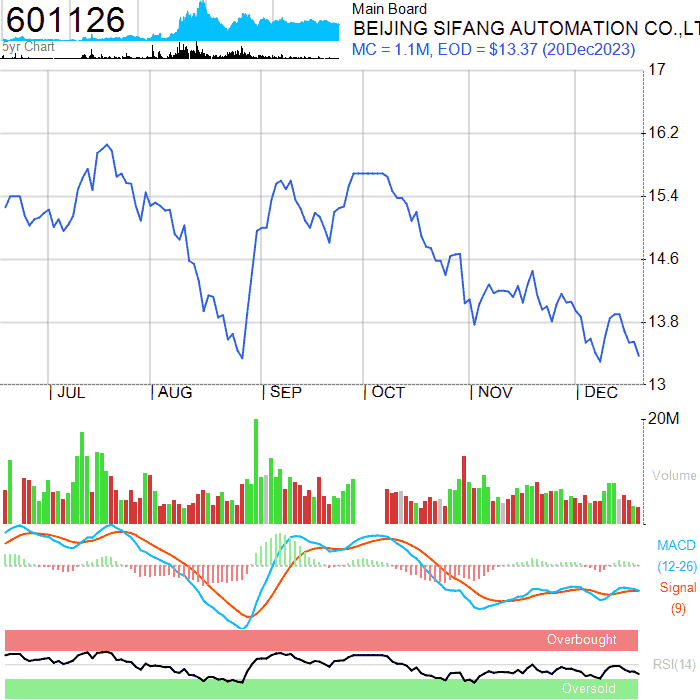 601126
5yr Chart
Main Board
BEIJING SIFANG AUTOMATION CO.,LT
MC = 1.1M, EOD = $13.37 (20Dec2023)
17
16.2
15.4
14.6
13.8
13
JUL AUG SEP OCT NOV DEC
20M
Volume
MACD
(12-26)
Signal
(9)
Overbought
RSI(14)
Oversold